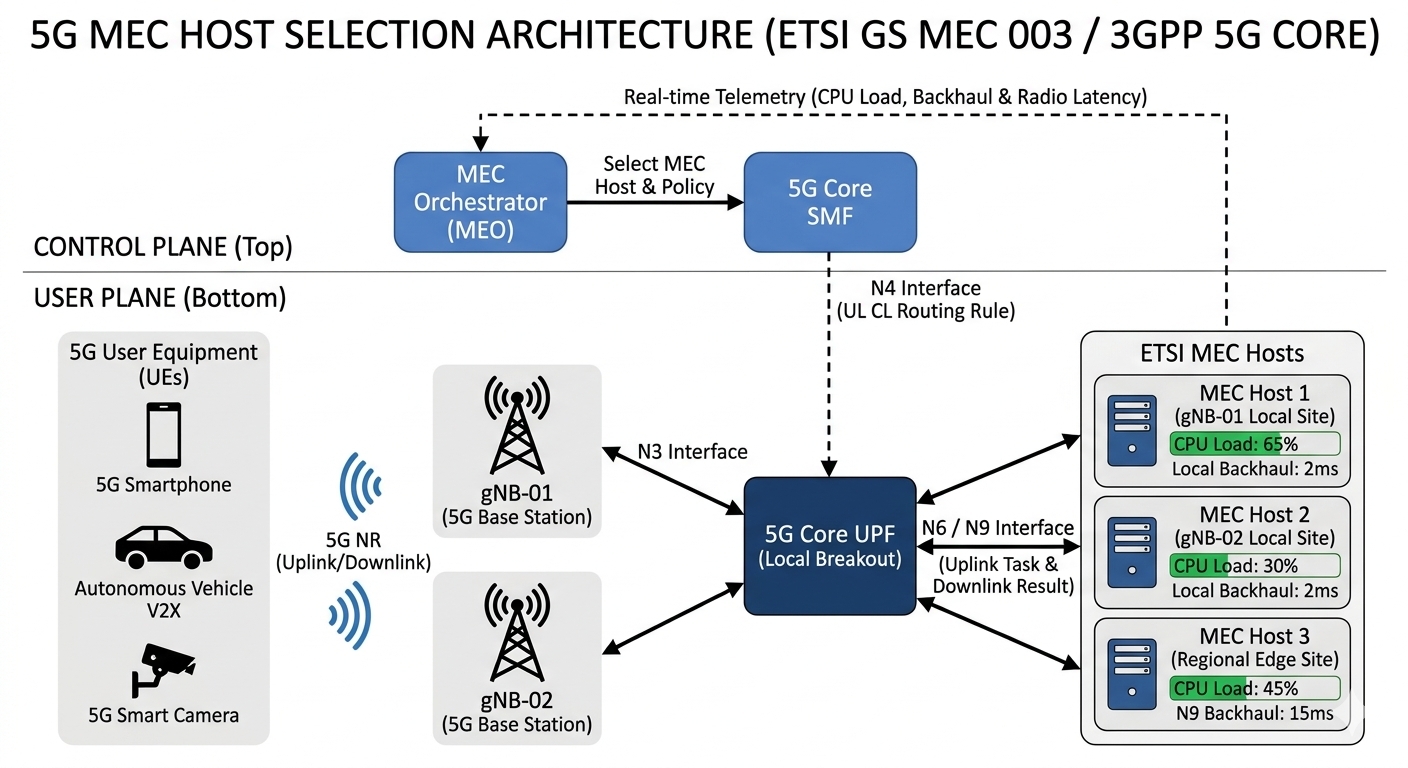 5G MEC HOST SELECTION ARCHITECTURE (ETSI GS MEC 003 / 3GPP 5G CORE)
Real-time Telemetry (CPU Load, Backhaul & Radio Latency)
MEC
Orchestrator
(MEO)
Select MEC
Host & Policy
5G Core
SMF
CONTROL PLANE (Top)
USER PLANE (Bottom)
N4 Interface
(UL CL Routing Rule)
5G User Equipment
(UEs)
5G Smartphone
Autonomous Vehicle
V2X
5G Smart Camera
5G NR
(Uplink/Downlink)
gNB-01
(5G Base Station)
gNB-02
(5G Base Station)
N3 Interface
5G Core UPF
(Local Breakout)
N6 / N9 Interface
(Uplink Task &
Downlink Result)
ETSI MEC Hosts
MEC Host 1
(gNB-01 Local Site)
CPU Load: 65%
Local Backhaul: 2ms
MEC Host 2
(gNB-02 Local Site)
CPU Load: 30%
Local Backhaul: 2ms
MEC Host 3
(Regional Edge Site)
CPU Load: 45%
N9 Backhaul: 15ms